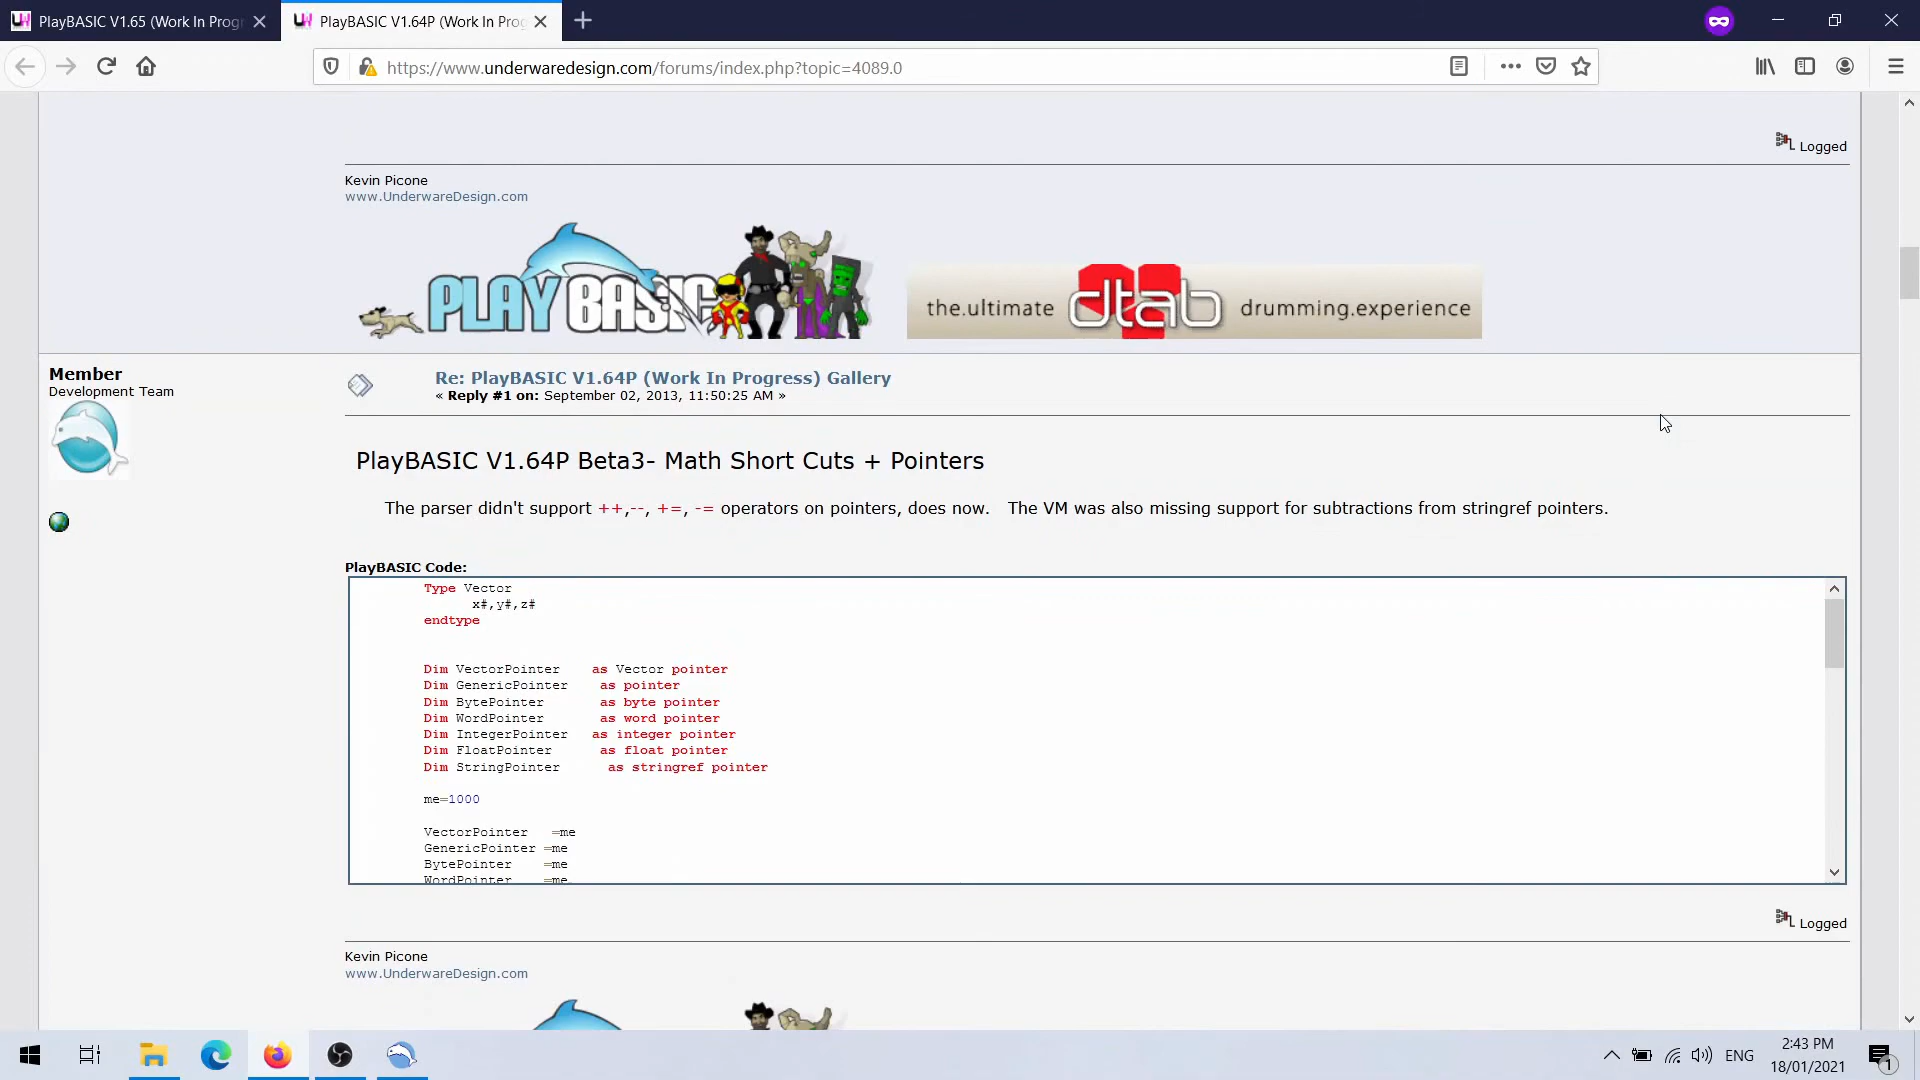 PlayBASIC V1.65 (Work In Progr
PlayBASIC V1.64P (Work In Prog
https://www.underwaredesign.com/forums/index.php?topic=4089.0
Logged
Kevin Picone
www.UnderwareDesign.com
PLAYBASIC
the.ultimate dtab drumming.experience
Member
Development Team
Re: PlayBASIC V1.64P (Work In Progress) Gallery
« Reply #1 on: September 02, 2013, 11:50:25 AM »
PlayBASIC V1.64P Beta3- Math Short Cuts + Pointers
The parser didn't support ++,--, +=, -= operators on pointers, does now.   The VM was also missing support for subtractions from stringref pointers.
PlayBASIC Code:
Type Vector
x#,y#,z#
endtype
Dim VectorPointer    as Vector pointer
Dim GenericPointer    as pointer
Dim BytePointer       as byte pointer
Dim WordPointer       as word pointer
Dim IntegerPointer   as integer pointer
Dim FloatPointer      as float pointer
Dim StringPointer      as stringref pointer
me=1000
VectorPointer   =me
GenericPointer =me
BytePointer    =me
WordPointer    =me
Logged
Kevin Picone
www.UnderwareDesign.com
ENG
2:43 PM
18/01/2021
1